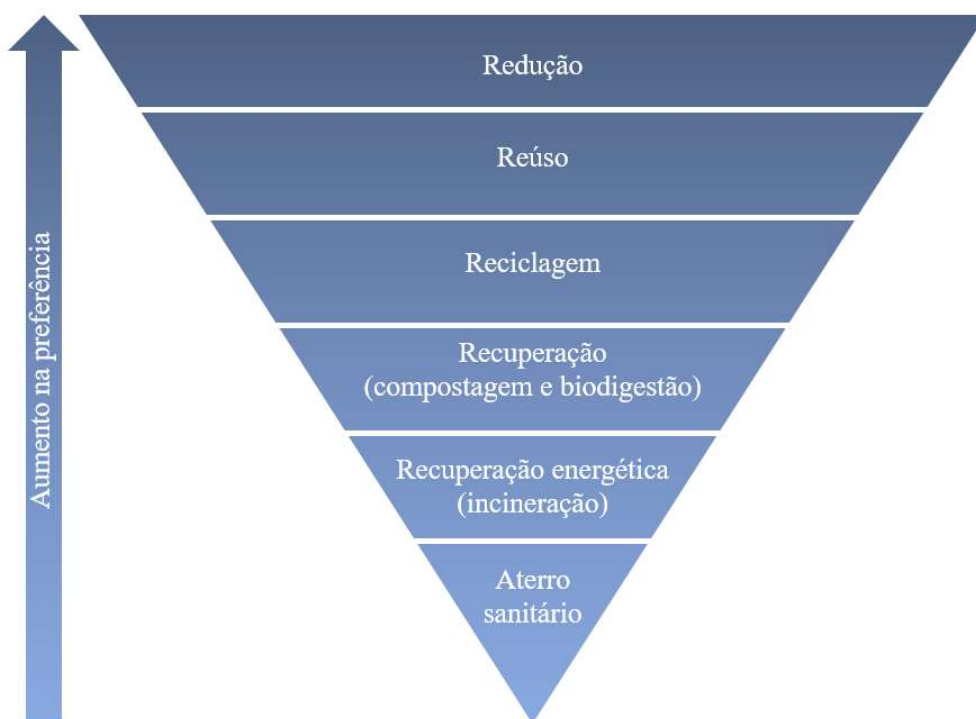 Aumento na preferência
Redução
Reúso
Reciclagem
Recuperação
(compostagem e biodigestão)
Recuperação energética
(incineração)
Aterro
sanitário